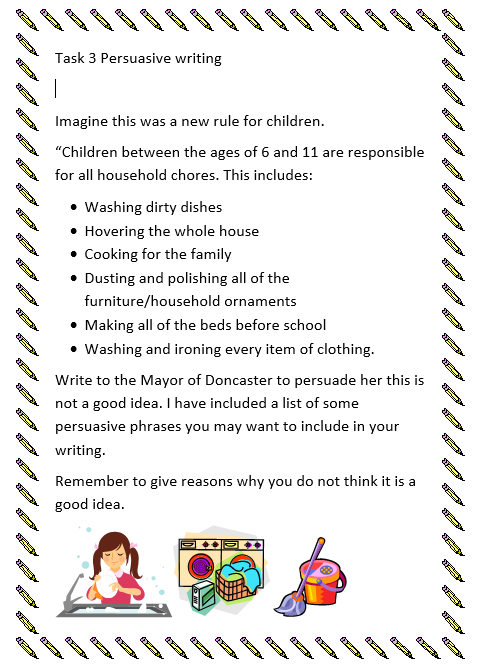 Task 3 Persuasive writing
Imagine this was a new rule for children.
“Children between the ages of 6 and 11 are responsible
for all household chores. This includes:
• Washing dirty dishes
• Hovering the whole house
• Cooking for the family
• Dusting and polishing all of the
furniture/household ornaments
• Making all of the beds before school
• Washing and ironing every item of clothing.
Write to the Mayor of Doncaster to persuade her this is
not a good idea. I have included a list of some
persuasive phrases you may want to include in your
writing.
Remember to give reasons why you do not think it is a
good idea.